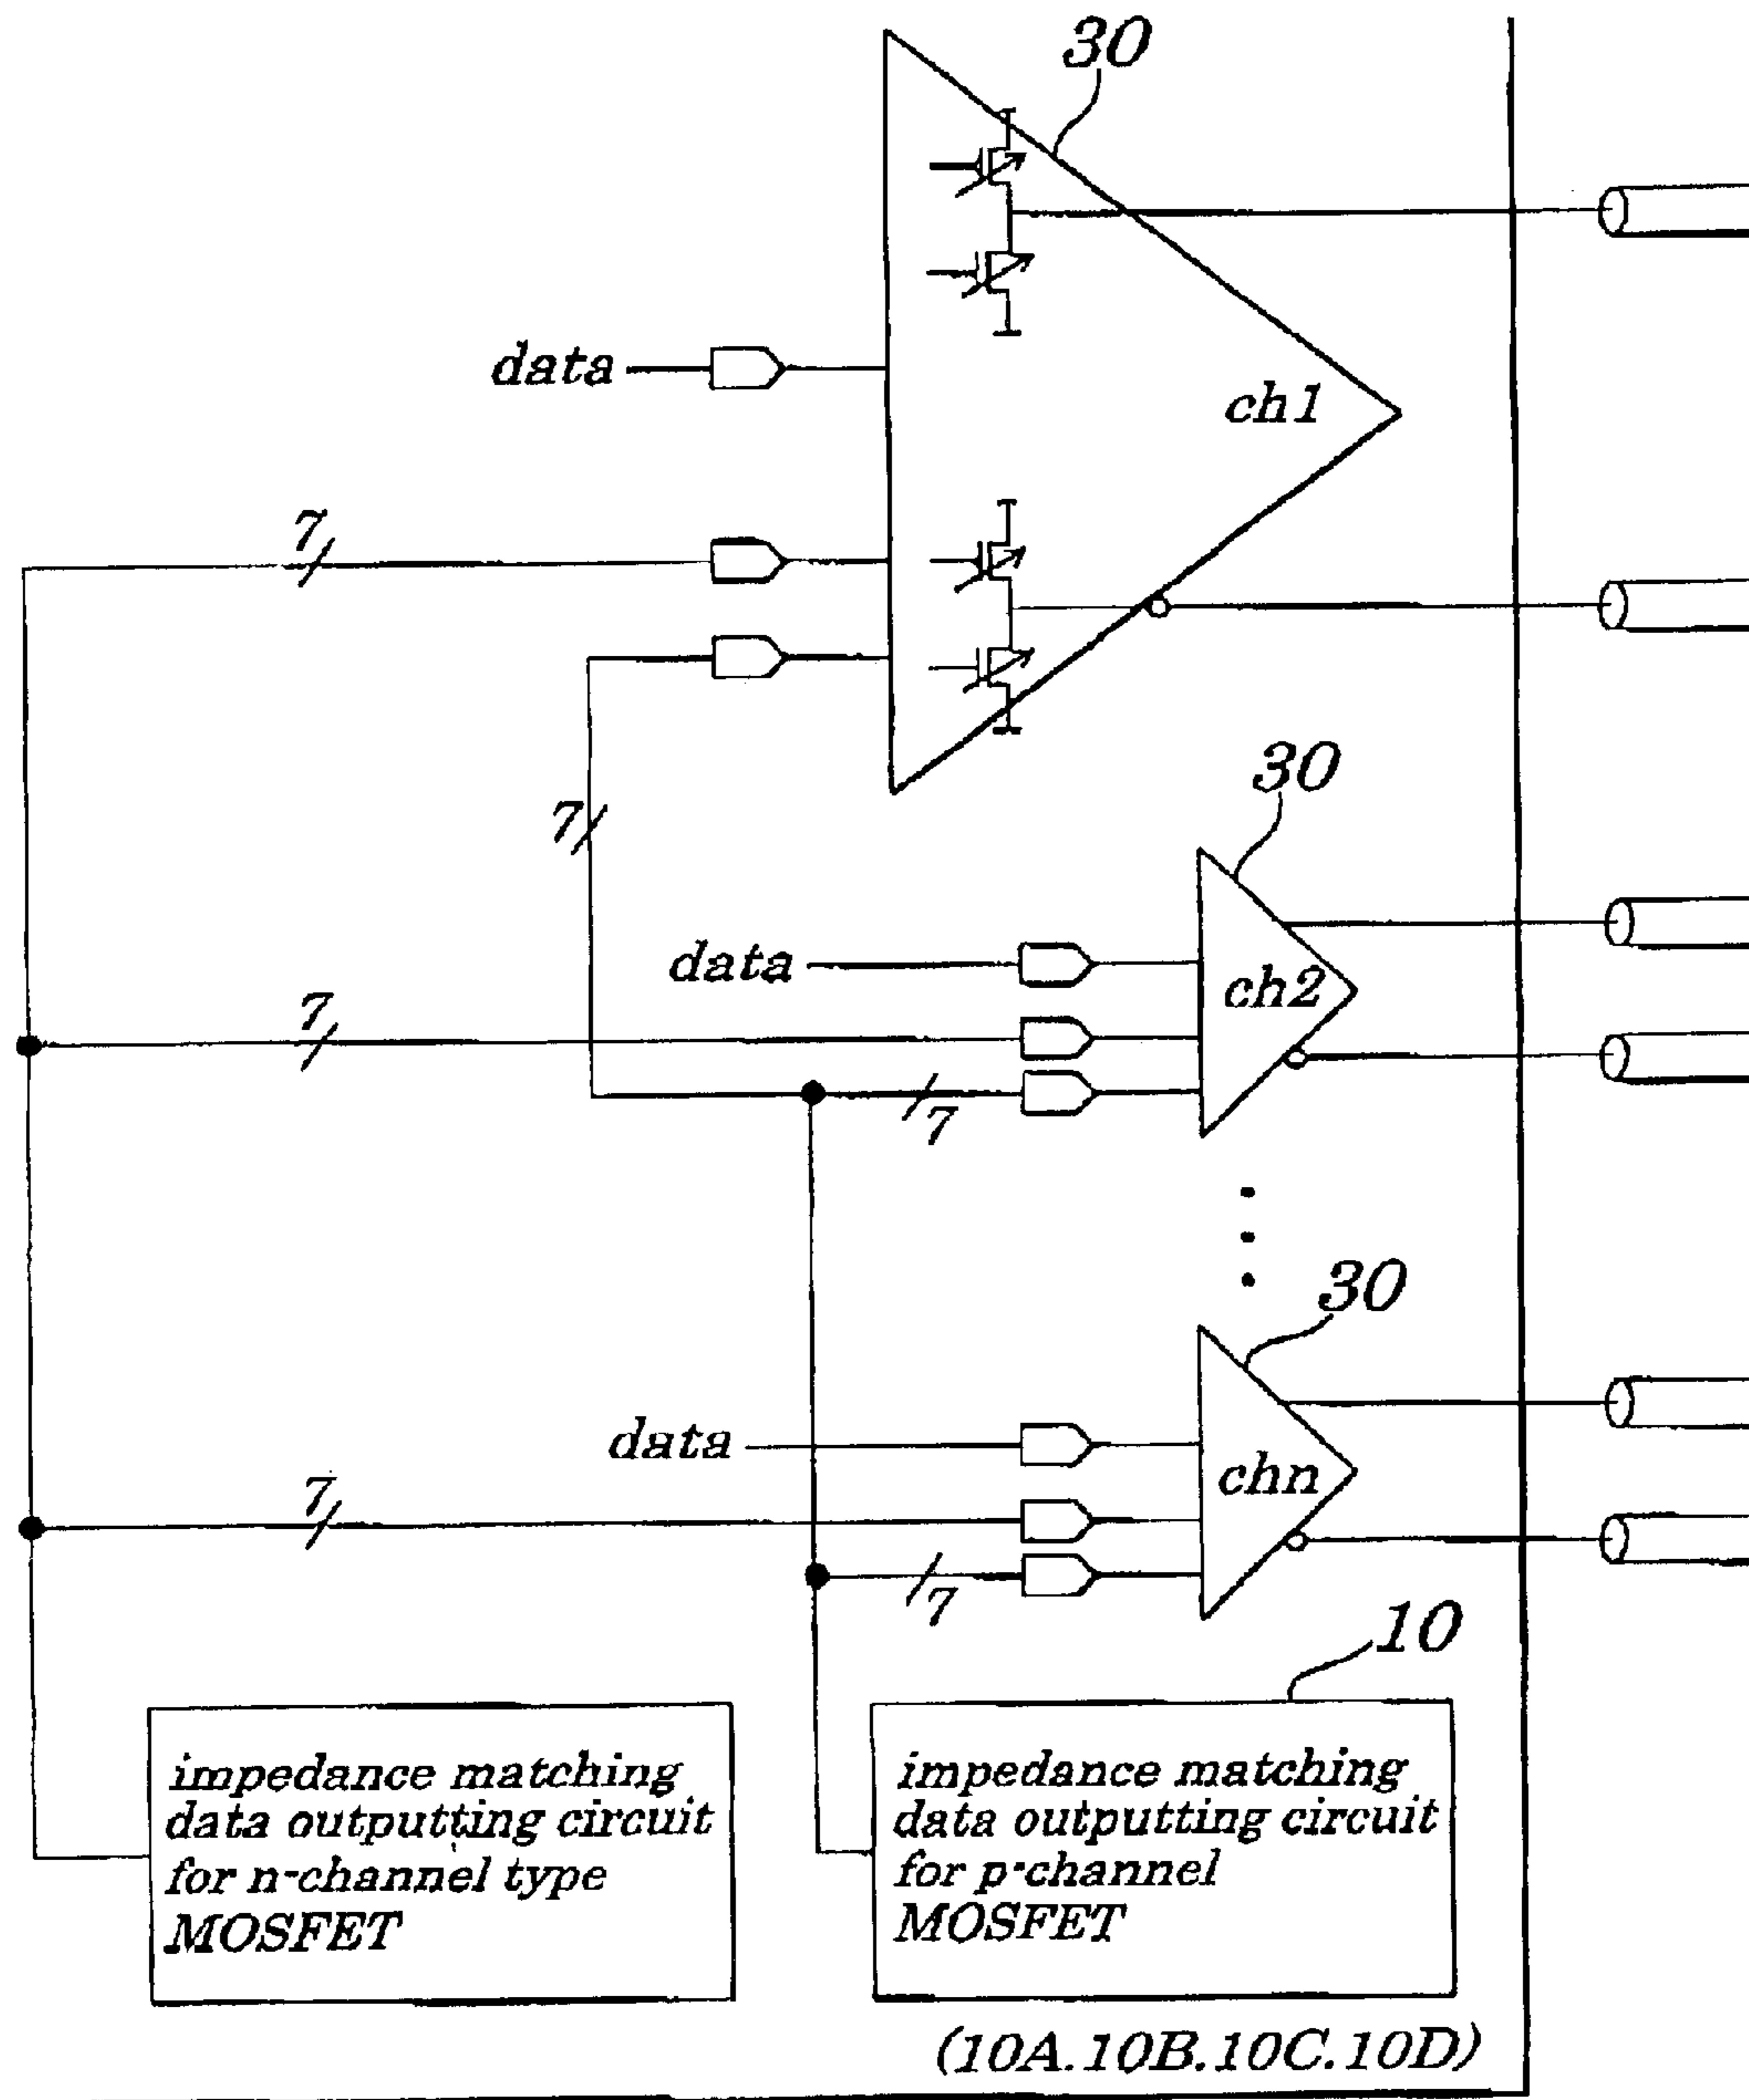 30
data
ch1
7
7
30
data
ch2
7
7
30
data
chn
7
7
10
impedance matching
data outputting circuit
for n-channel type
MOSFET
impedance matching
data outputting circuit
for p-channel
MOSFET
(10A.10B.10C.10D)